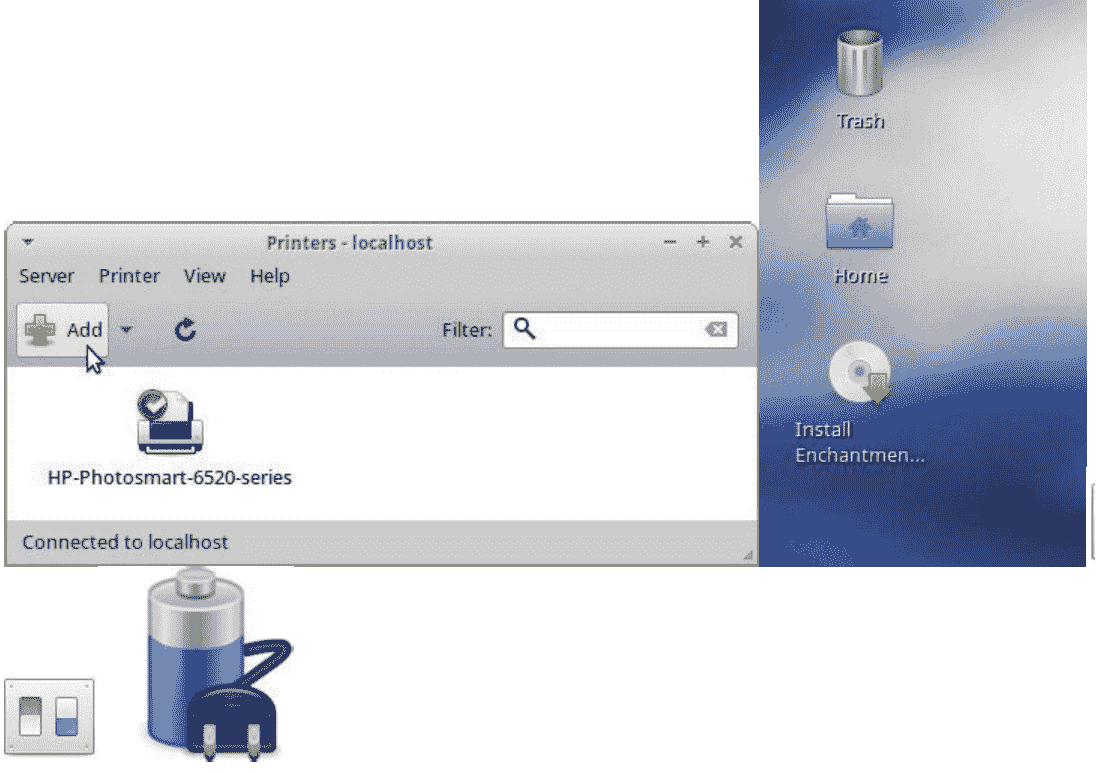 Printers - localhost
Server Printer View Help
Add Filter:
HP-Photosmart-6520-series
Connected to localhost
Trash
Home
Install
Enchantmen...